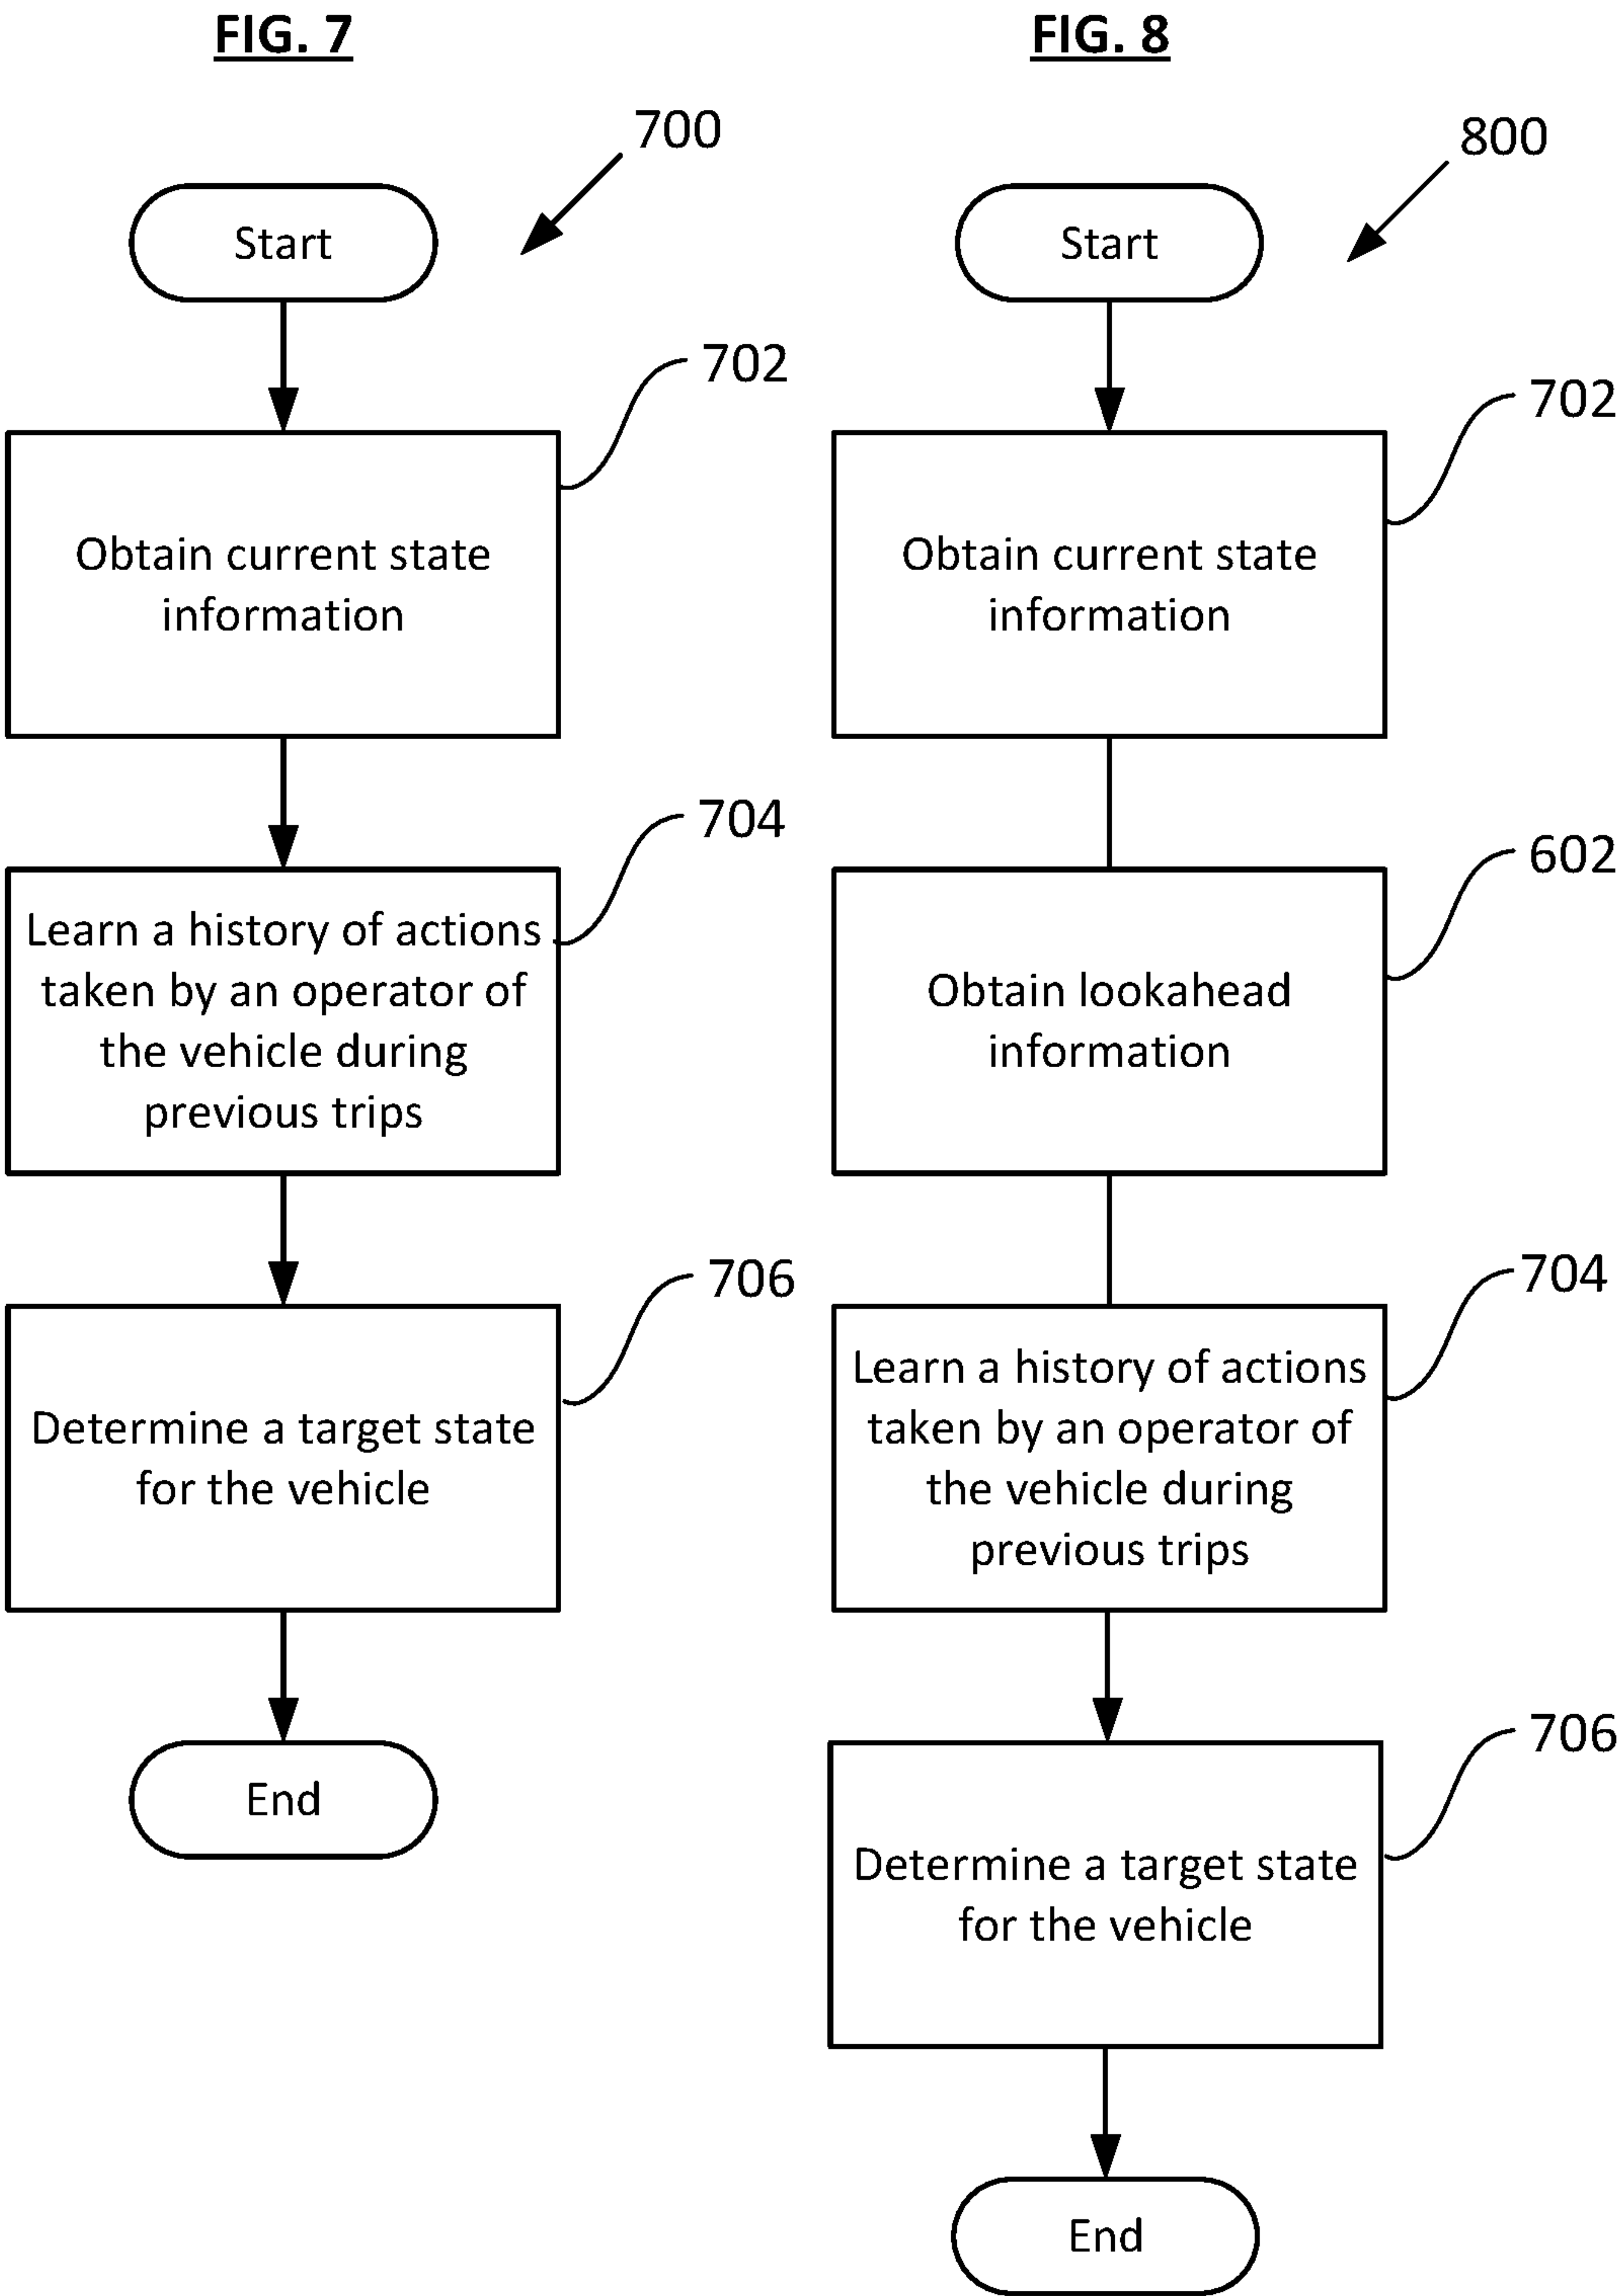 FIG. 7
700
Start
702
Obtain current state
information
704
Learn a history of actions
taken by an operator of
the vehicle during
previous trips
706
Determine a target state
for the vehicle
End
FIG. 8
800
Start
702
Obtain current state
information
602
Obtain lookahead
information
704
Learn a history of actions
taken by an operator of
the vehicle during
previous trips
706
Determine a target state
for the vehicle
End